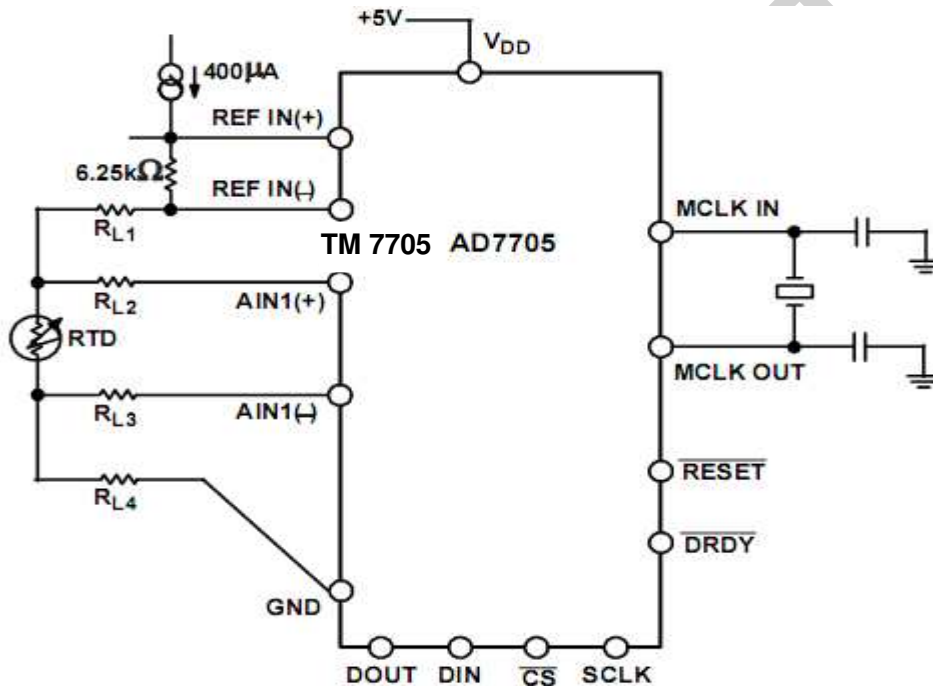 +5V
VDD
400µA
REF IN(+)
6.25kΩ
REF IN(-)
RL1
MCLK IN
TM 7705 AD7705
RL2
AIN1(+)
RTD
MCLK OUT
RL3
AIN1(-)
RL4
RESET
DRDY
GND
DOUT DIN CS SCLK